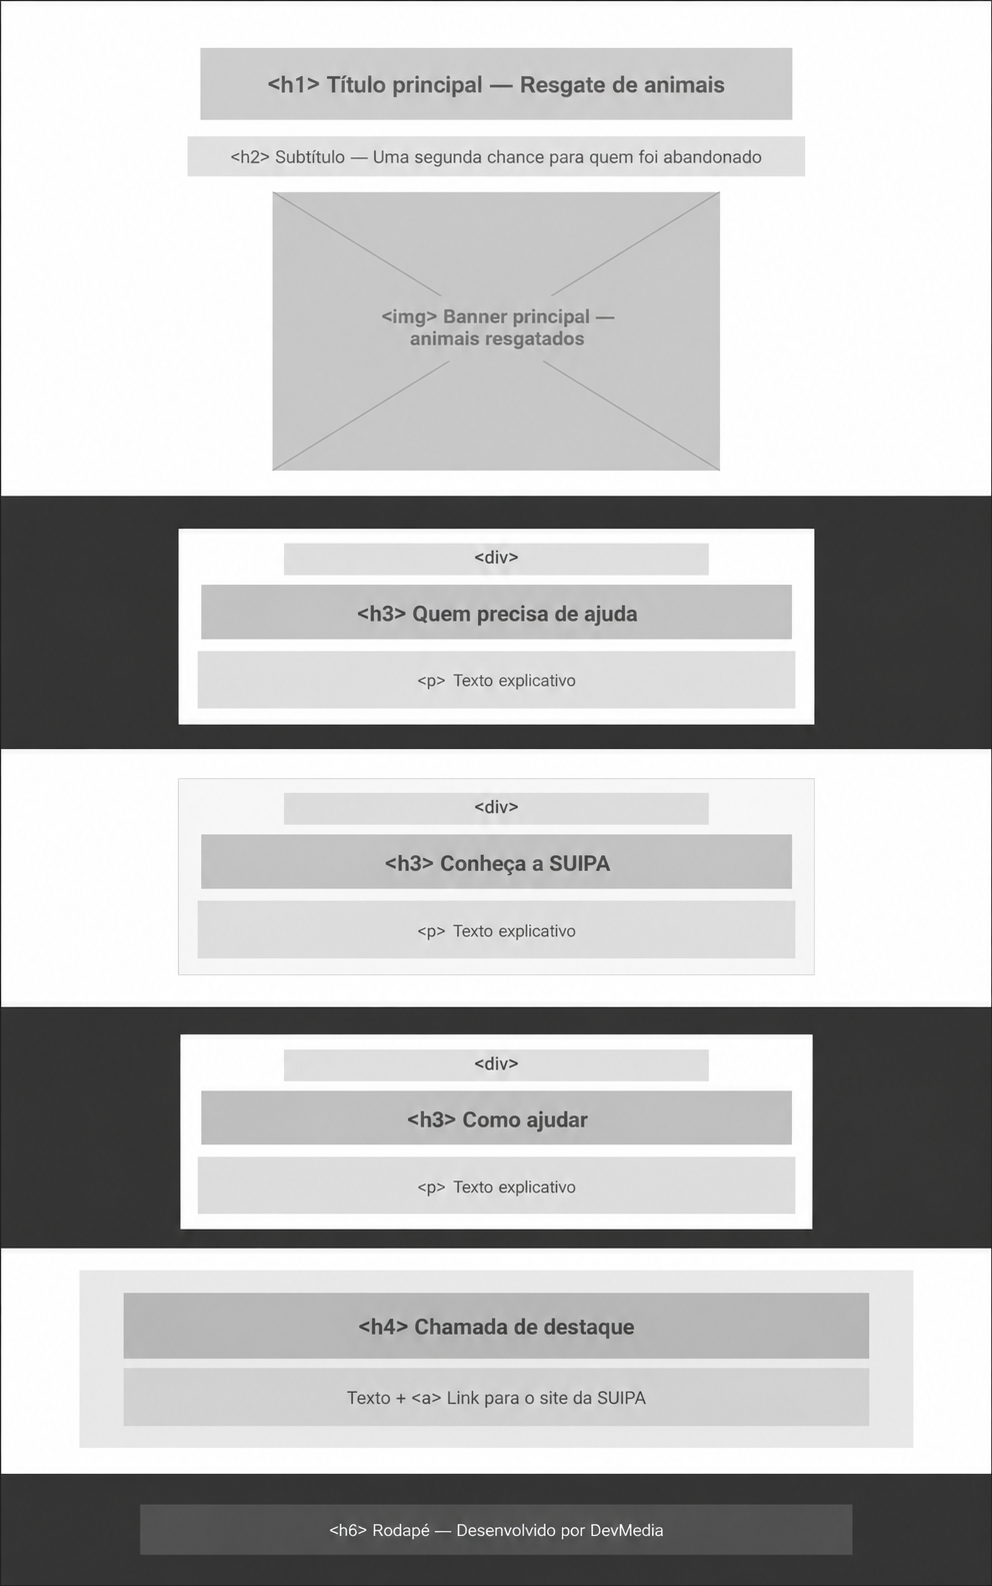 <h1> Título principal — Resgate de animais
<h2> Subtítulo — Uma segunda chance para quem foi abandonado
<img> Banner principal —
animais resgatados
<div>
<h3> Quem precisa de ajuda
<p> Texto explicativo
<div>
<h3> Conheça a SUIPA
<p> Texto explicativo
<div>
<h3> Como ajudar
<p> Texto explicativo
<h4> Chamada de destaque
Texto + <a> Link para o site da SUIPA
<h6> Rodapé — Desenvolvido por DevMedia